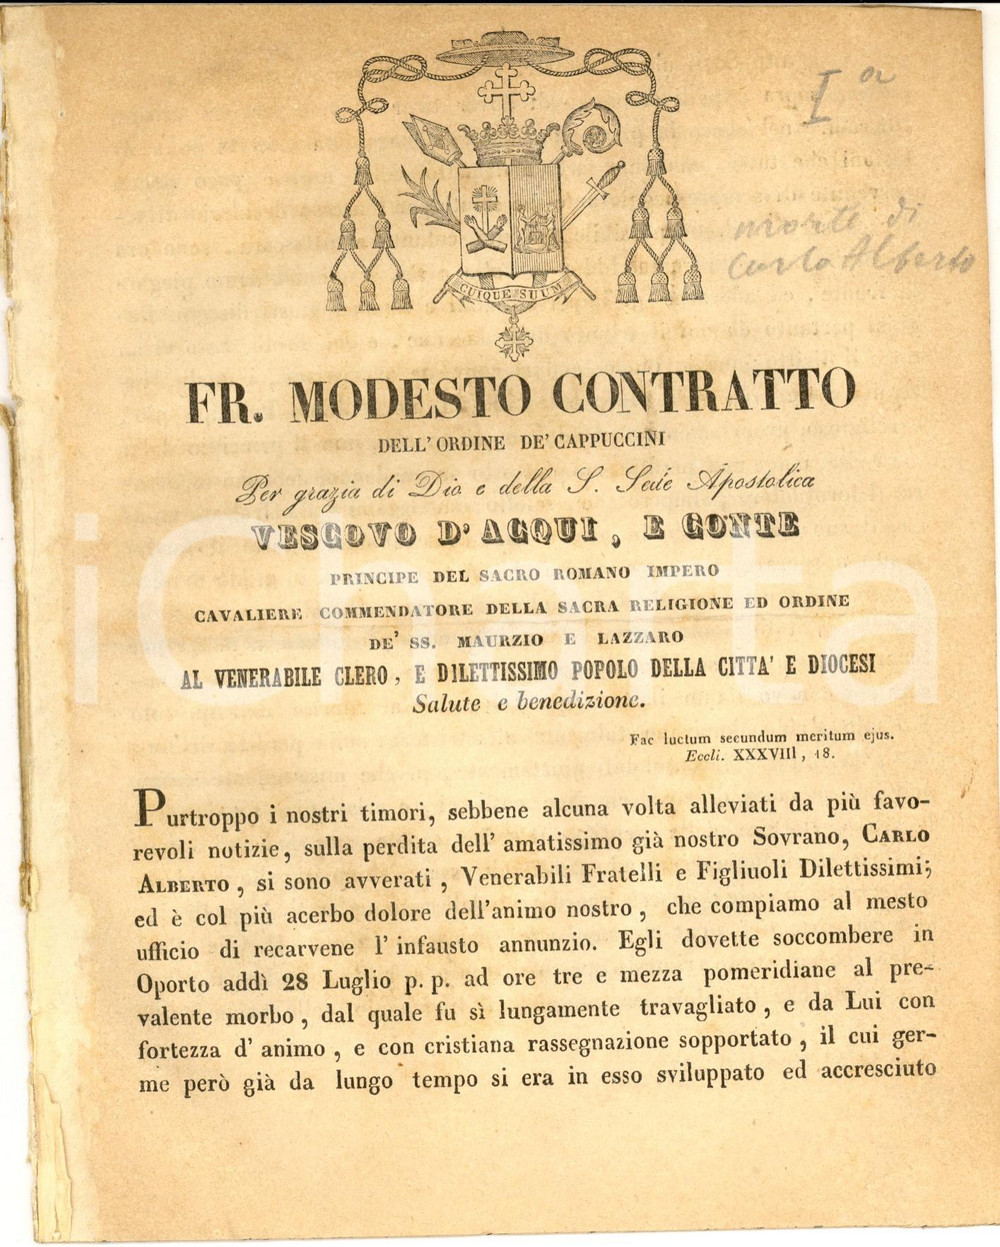 I a
morte di
Carlo Alberto
CUIQUE SUUM
FR. MODESTO CONTRATTO
DELL' ORDINE DE' CAPPUCCINI
Per grazia di Dio e della S. Sede Apostolica
VESCOVO D' ACQUI, E CONTE
PRINCIPE DEL SACRO ROMANO IMPERO
CAVALIERE COMMENDATORE DELLA SACRA RELIGIONE ED ORDINE
DE' SS. MAURZIO E LAZZARO
AL VENERABILE CLERO, E DILETTISSIMO POPOLO DELLA CITTA' E DIOCESI
Salute e benedizione.
Fac luctum secundum meritum ejus.
Eccli. XXXVIII, 18.
Purtroppo i nostri timori, sebbene alcuna volta alleviati da più favo-
revoli notizie, sulla perdita dell' amatissimo già nostro Sovrano, CARLO
ALBERTO, si sono avverati, Venerabili Fratelli e Figliuoli Dilettissimi;
ed è col più acerbo dolore dell'animo nostro, che compiamo al mesto
ufficio di recarvene l' infausto annunzio. Egli dovette soccombere in
Oporto addì 28 Luglio p. p. ad ore tre e mezza pomeridiane al pre-
valente morbo, dal quale fu sì lungamente travagliato, e da Lui con
fortezza d' animo, e con cristiana rassegnazione sopportato, il cui ger-
me però già da lungo tempo si era in esso sviluppato ed accresciuto
iCharta